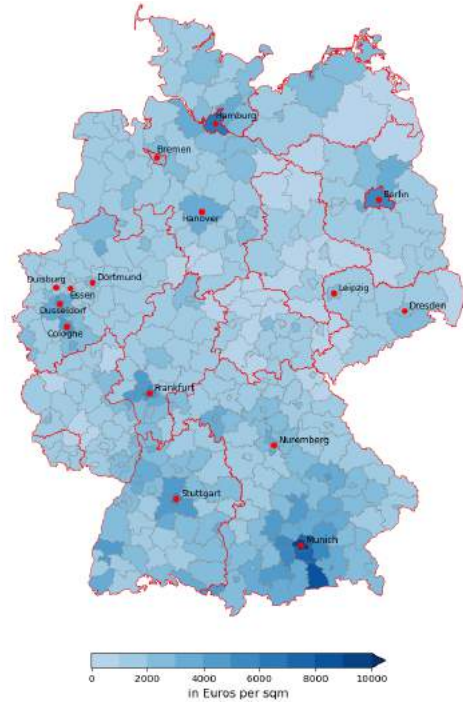 Hamburg
Bremen
Berlin
Hanover
Duisburg
Dortmund
Essen
Leipzig
Dusseldorf
Dresden
Cologne
Frankfurt
Nuremberg
Stuttgart
Munich
0 2000 4000 6000 8000 10000
in Euros per sqm